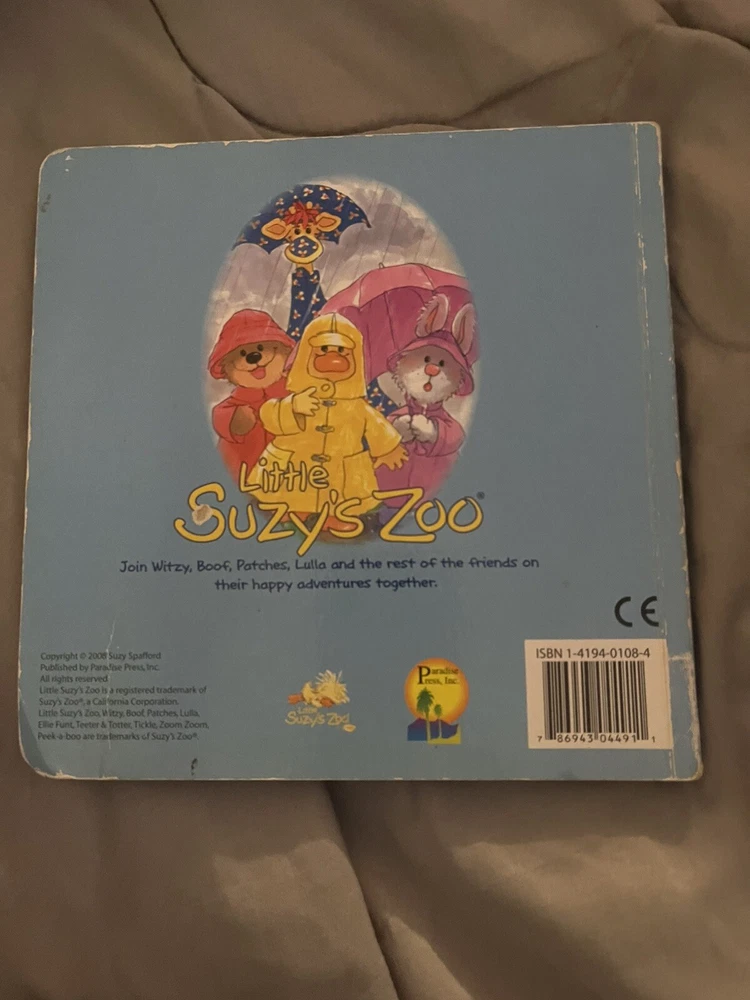 Little
Suzy's Zoo®
Join Witzy, Boof, Patches, Lulla and the rest of the friends on
their happy adventures together.
CE
Copyright © 2008 Suzy Spafford
Published by Paradise Press, Inc.
All rights reserved
Little Suzy's Zoo is a registered trademark of
Suzy's Zoo®, a California Corporation.
Little Suzy's Zoo, Witzy, Boof, Patches, Lulla,
Ellie Funt, Teeter & Totter, Tickle, Zoom Zoom,
Peek-a-boo are trademarks of Suzy's Zoo®.
Little
Suzy's Zoo
Paradise
Press, Inc.
ISBN 1-4194-0108-4
7 86943 04491 1